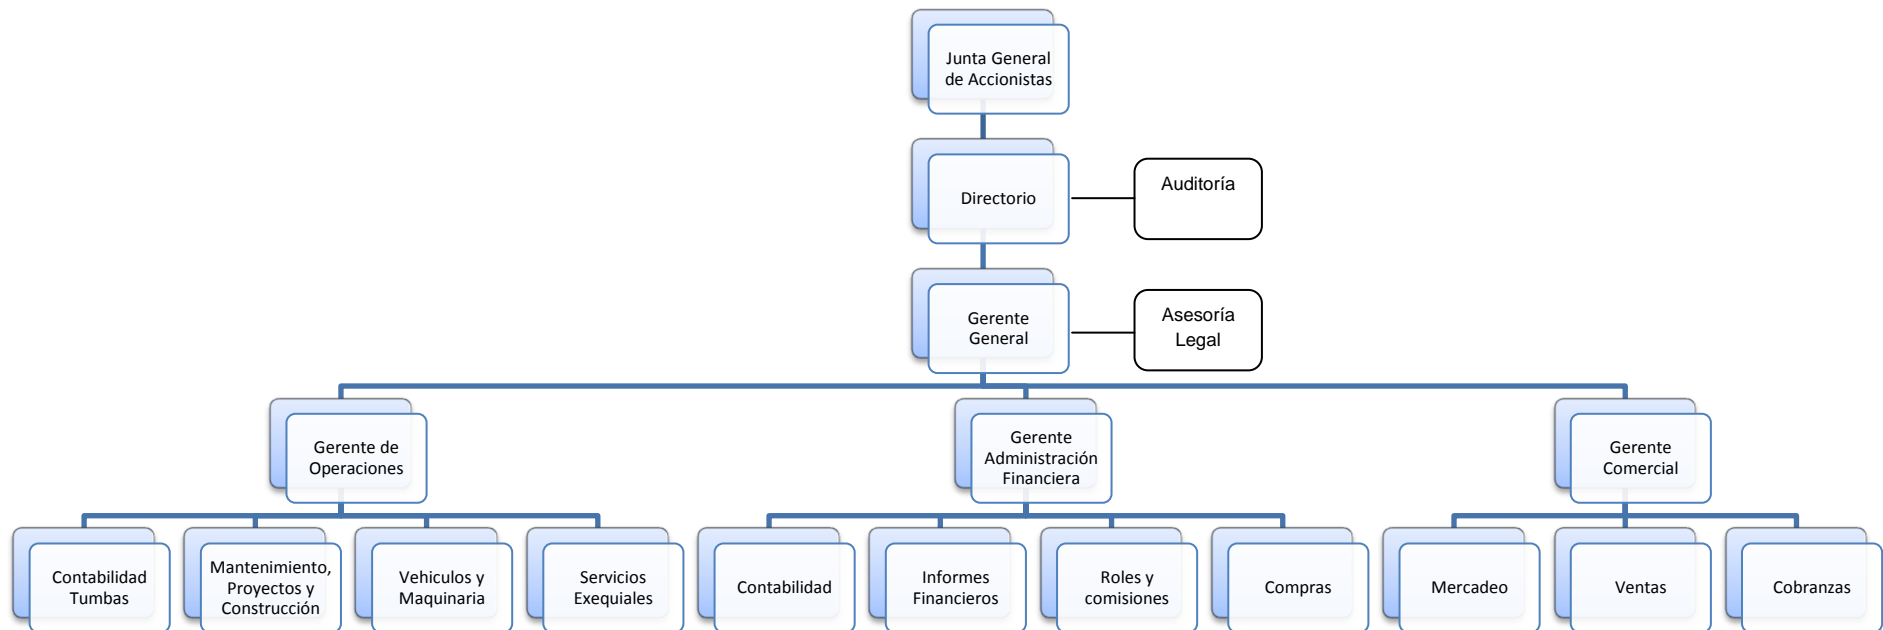 Junta General
de Accionistas
Directorio
Auditoría
Gerente
General
Asesoría
Legal
Gerente de
Operaciones
Gerente
Administración
Financiera
Gerente
Comercial
Contabilidad
Tumbas
Mantenimiento,
Proyectos y
Construcción
Vehiculos y
Maquinaria
Servicios
Exequiales
Contabilidad
Informes
Financieros
Roles y
comisiones
Compras
Mercadeo
Ventas
Cobranzas